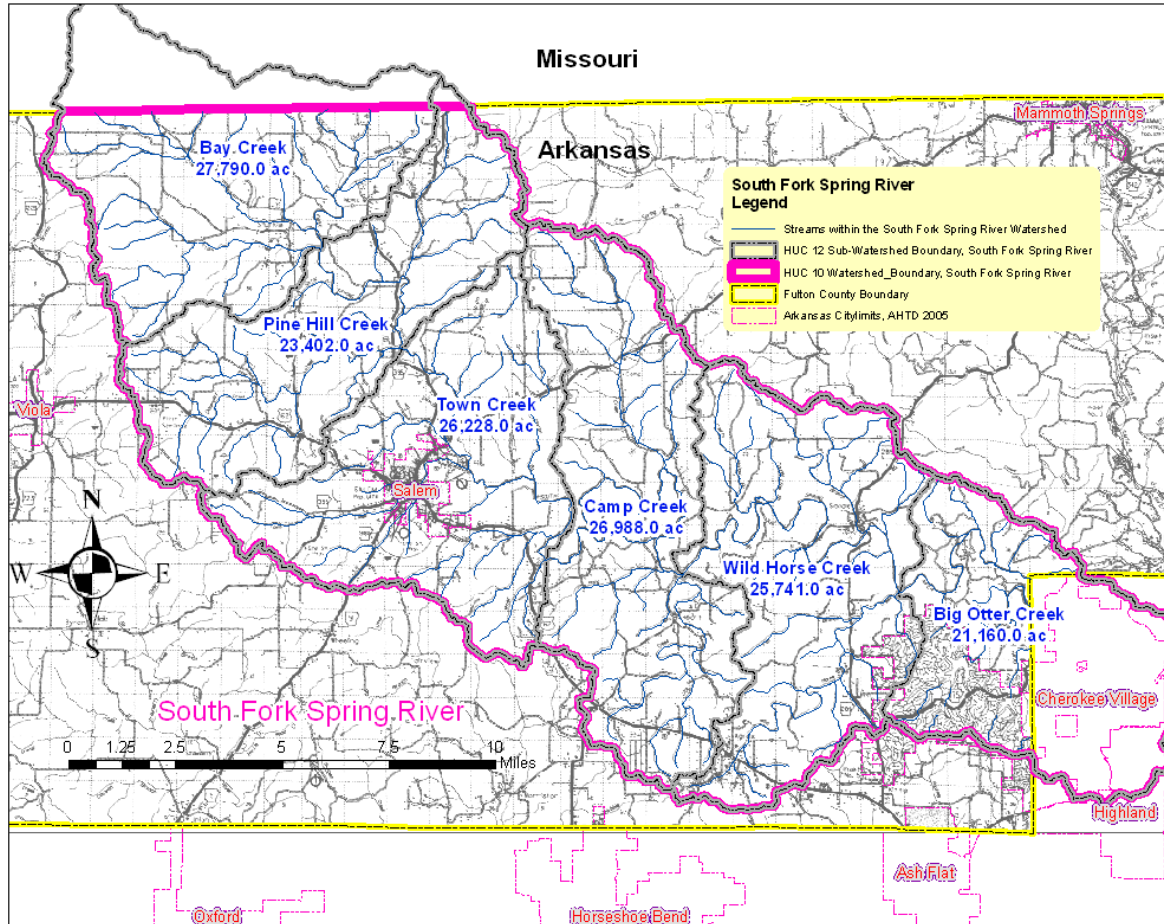 Missouri
Mammoth Springs
Arkansas
Bay Creek
27,790.0 ac
South Fork Spring River
Legend
Streams within the South Fork Spring River Watershed
HUC 12 Sub-Watershed Boundary, South Fork Spring River
HUC 10 Watershed_Boundary, South Fork Spring River
Fulton County Boundary
Arkansas Citylimits, AHTD 2005
Pine Hill Creek
23,402.0 ac
Viola
Town Creek
26,228.0 ac
Salem
N
W
E
S
Camp Creek
26,988.0 ac
Wild Horse Creek
25,741.0 ac
Big Otter Creek
21,160.0 ac
Cherokee Village
South Fork Spring River
0 1.25 2.5 5 7.5 10
Miles
Highland
Ash Flat
Oxford
Horseshoe Bend